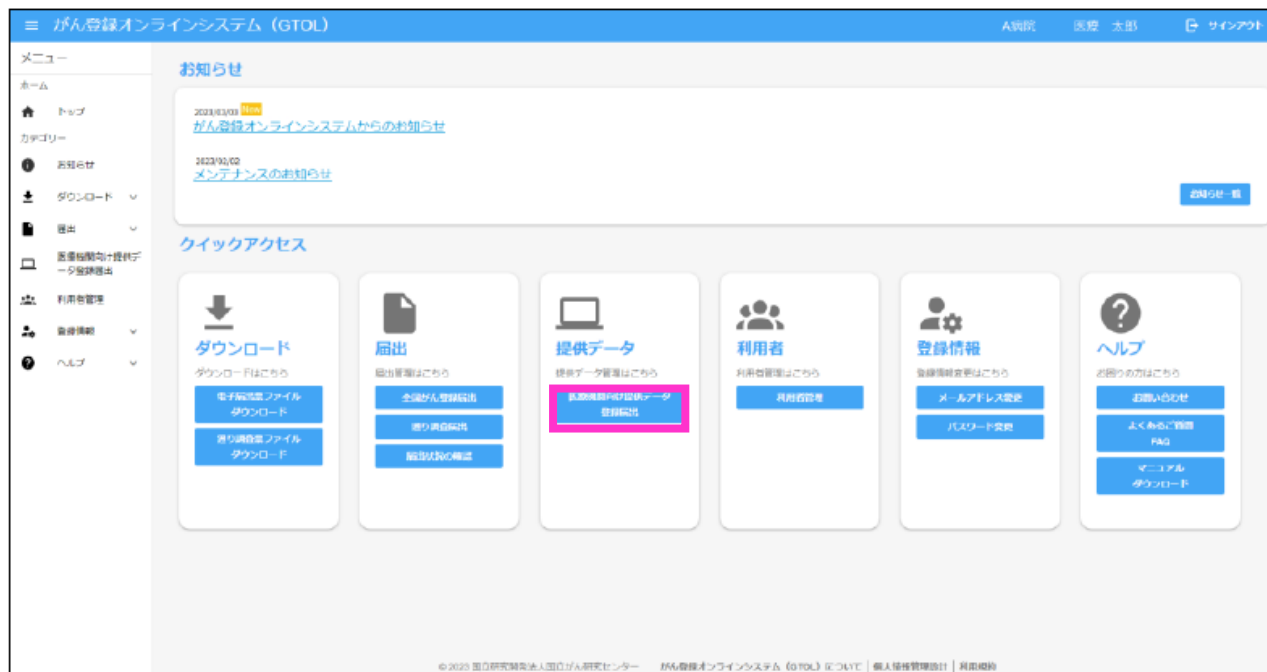 がん登録オンラインシステム（GTOL）
A病院
医療　太郎
サインアウト
メニュー
ホーム
トップ
カテゴリー
お知らせ
ダウンロード
届出
医療機関向け提供デ
ータ登録届出
利用者管理
登録情報
ヘルプ
お知らせ
2023/03/03 New
がん登録オンラインシステムからのお知らせ
2023/02/02
メンテナンスのお知らせ
お知らせ一覧
クイックアクセス
ダウンロード
ダウンロードはこちら
電子届出票ファイル
ダウンロード
遡り調査票ファイル
ダウンロード
届出
届出管理はこちら
全国がん登録届出
遡り調査届出
届出状況の確認
提供データ
提供データ管理はこちら
医療機関向け提供データ
登録届出
利用者
利用者管理はこちら
利用者管理
登録情報
登録情報変更はこちら
メールアドレス変更
パスワード変更
ヘルプ
お困りの方はこちら
お問い合わせ
よくあるご質問
FAQ
マニュアル
ダウンロード
© 2023 国立研究開発法人国立がん研究センター　がん登録オンラインシステム（GTOL）について | 個人情報管理設計 | 利用規約